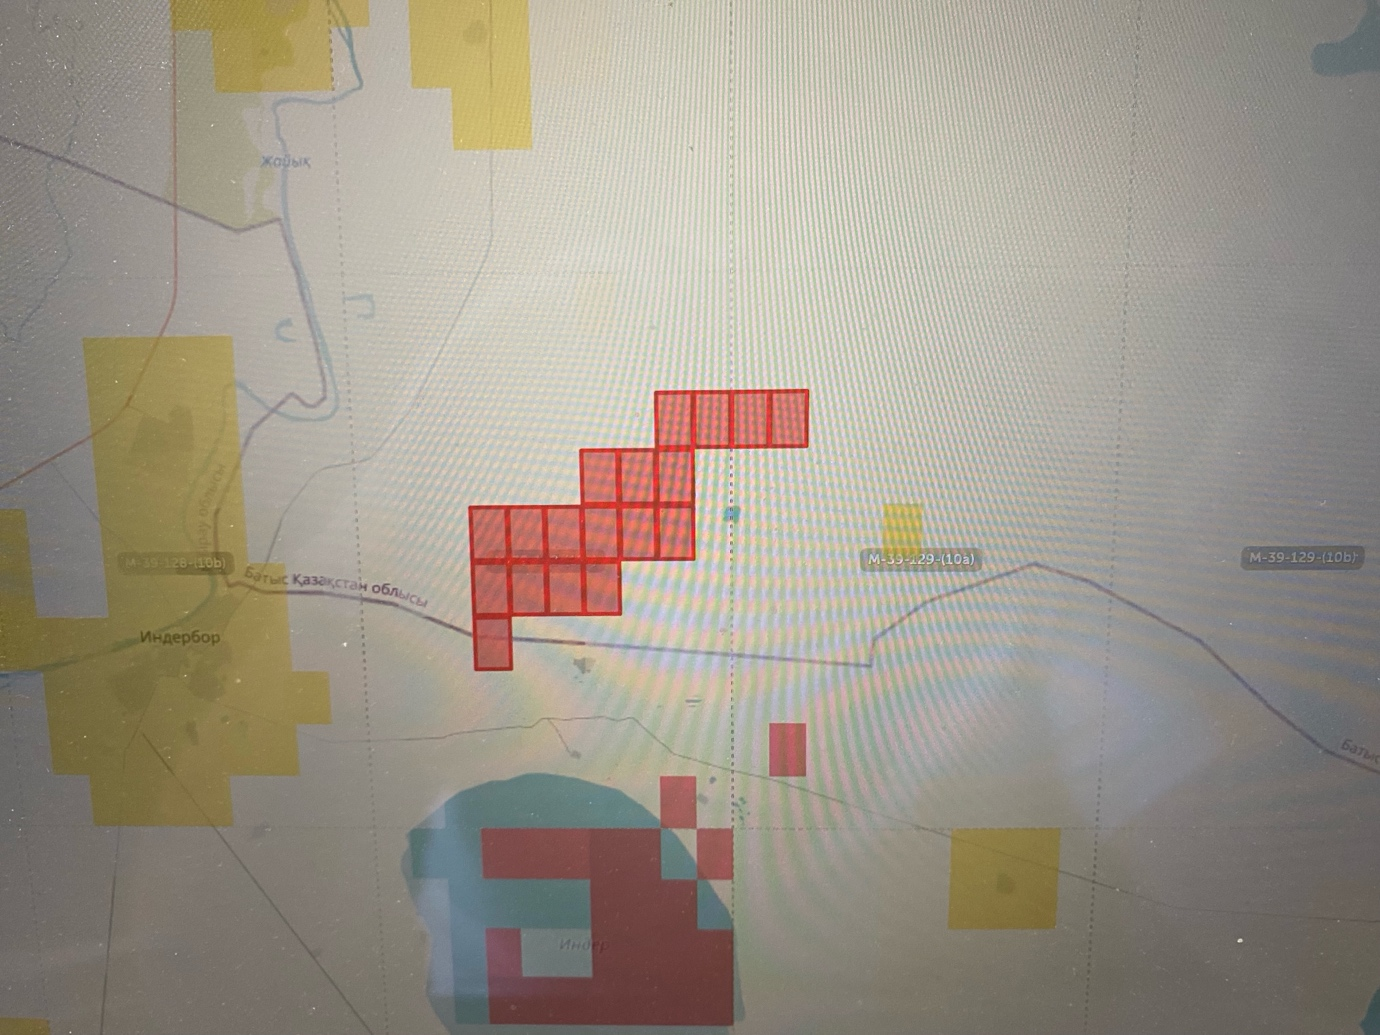 Жайық
М-39-128-(10b)
М-39-129-(10a)
М-39-129-(10b)
Батыс Қазақстан облысы
Индербор
Батыс
Индер